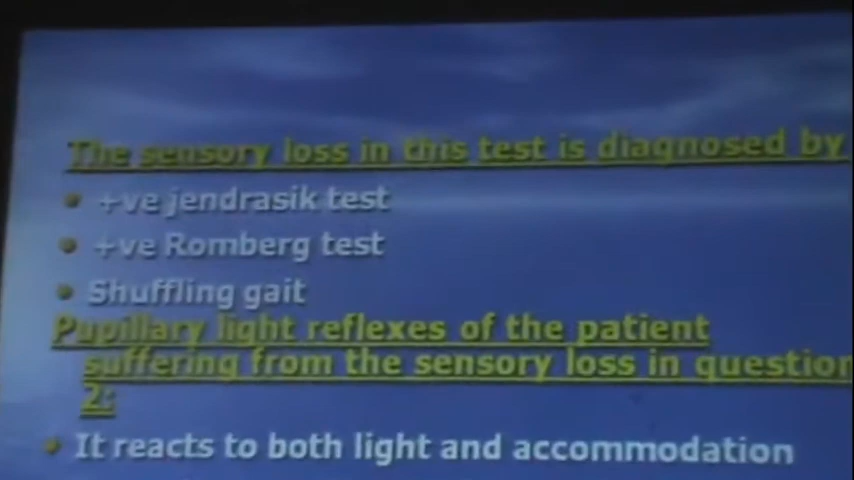 The sensory loss in this test is diagnosed by
+ve jendrasik test
+ve Romberg test
Shuffling gait
Pupillary light reflexes of the patient
suffering from the sensory loss in question
2:
It reacts to both light and accommodation